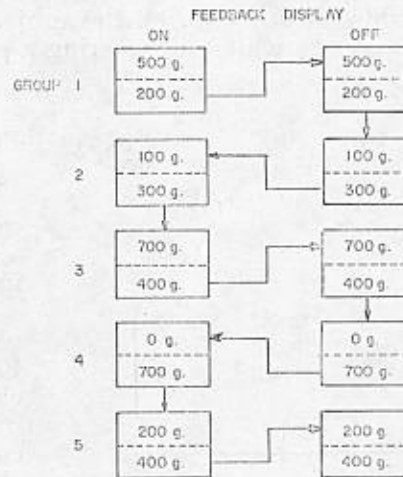 FEEDBACK DISPLAY
ON OFF
500 g. 500 g.
GROUP 1
200 g. 200 g.
100 g. 100 g.
2
300 g. 300 g.
700 g. 700 g.
3
400 g. 400 g.
0 g. 0 g.
4
700 g. 700 g.
200 g. 200 g.
5
400 g. 400 g.